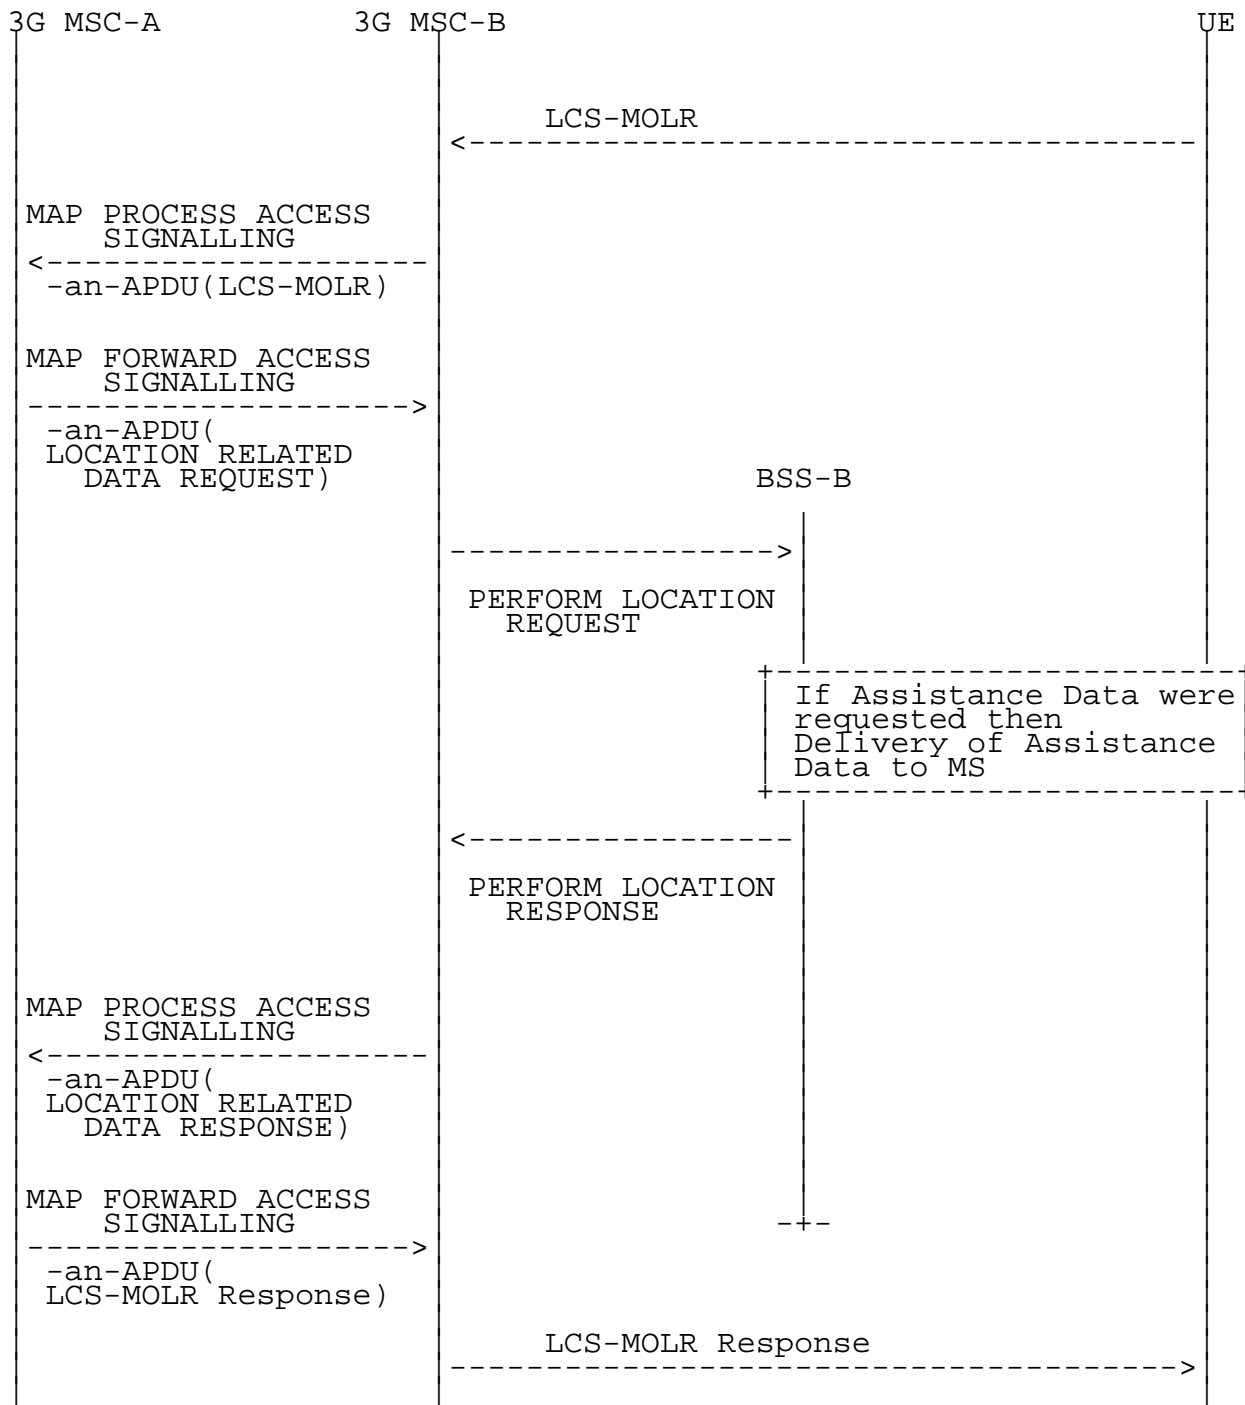 3G MSC-A 3G MSC-B UE
LCS-MOLR
MAP PROCESS ACCESS
SIGNALLING
-an-APDU(LCS-MOLR)
MAP FORWARD ACCESS
SIGNALLING
-an-APDU(
LOCATION RELATED
DATA REQUEST)
BSS-B
PERFORM LOCATION
REQUEST
If Assistance Data were
requested then
Delivery of Assistance
Data to MS
PERFORM LOCATION
RESPONSE
MAP PROCESS ACCESS
SIGNALLING
-an-APDU(
LOCATION RELATED
DATA RESPONSE)
MAP FORWARD ACCESS
SIGNALLING
-an-APDU(
LCS-MOLR Response)
LCS-MOLR Response